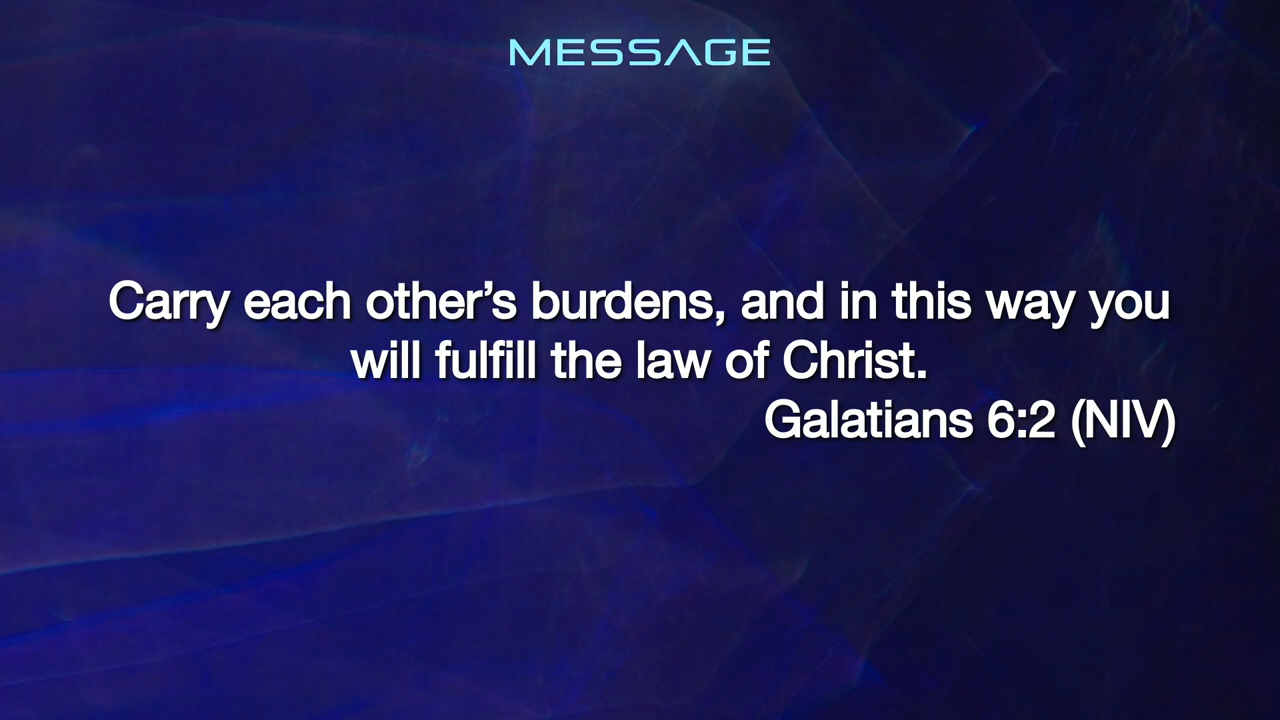 MESSAGE
Carry each other’s burdens, and in this way you
will fulfill the law of Christ.
Galatians 6:2 (NIV)